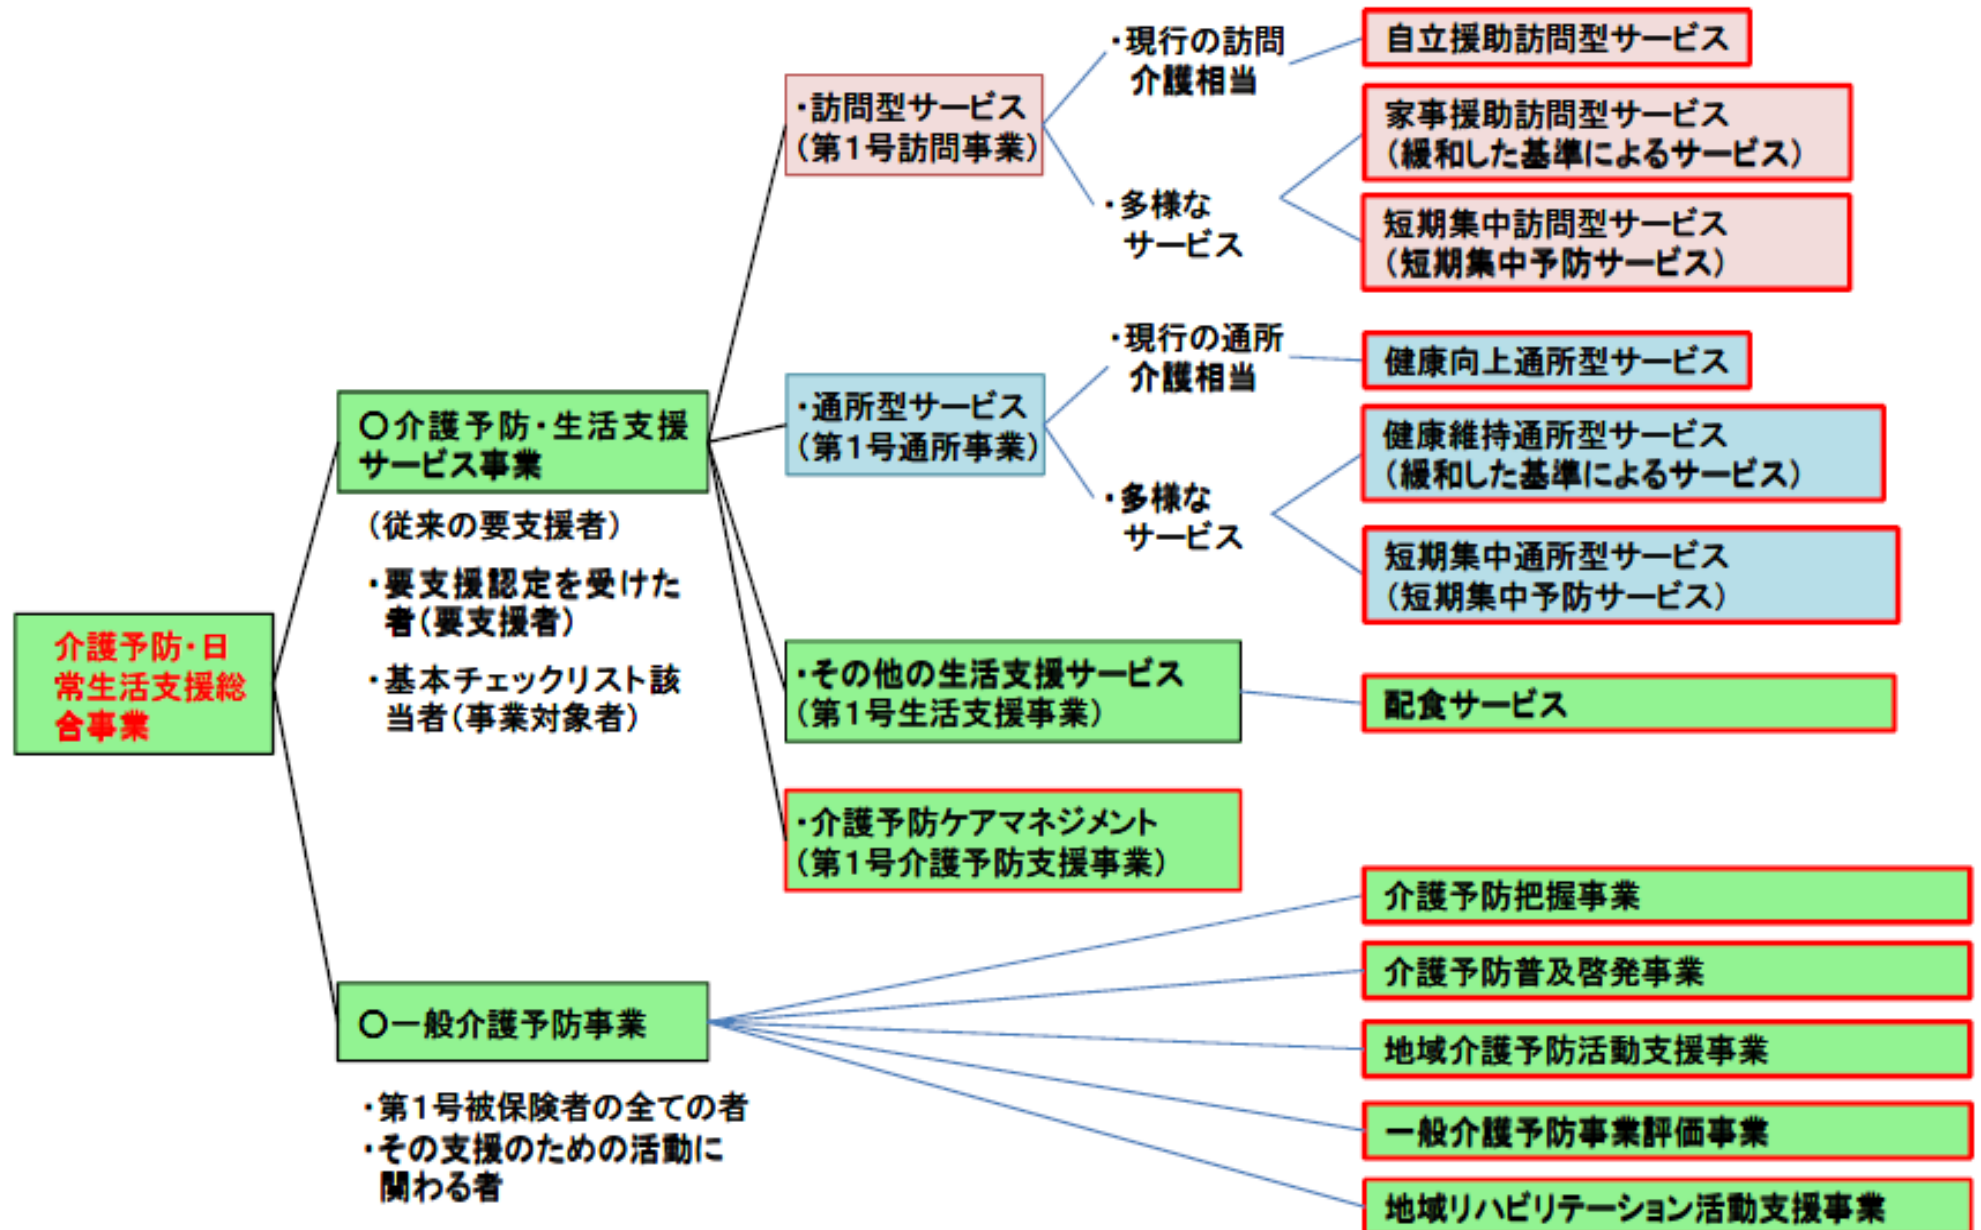 介護予防・日
常生活支援総
合事業
〇介護予防・生活支援
サービス事業
(従来の要支援者)
・要支援認定を受けた
者(要支援者)
・基本チェックリスト該
当者(事業対象者)
〇一般介護予防事業
・第1号被保険者の全ての者
・その支援のための活動に
関わる者
・訪問型サービス
(第1号訪問事業)
・現行の訪問
介護相当
・多様な
サービス
自立援助訪問型サービス
家事援助訪問型サービス
(緩和した基準によるサービス)
短期集中訪問型サービス
(短期集中予防サービス)
・通所型サービス
(第1号通所事業)
・現行の通所
介護相当
・多様な
サービス
健康向上通所型サービス
健康維持通所型サービス
(緩和した基準によるサービス)
短期集中通所型サービス
(短期集中予防サービス)
・その他の生活支援サービス
(第1号生活支援事業)
配食サービス
・介護予防ケアマネジメント
(第1号介護予防支援事業)
介護予防把握事業
介護予防普及啓発事業
地域介護予防活動支援事業
一般介護予防事業評価事業
地域リハビリテーション活動支援事業